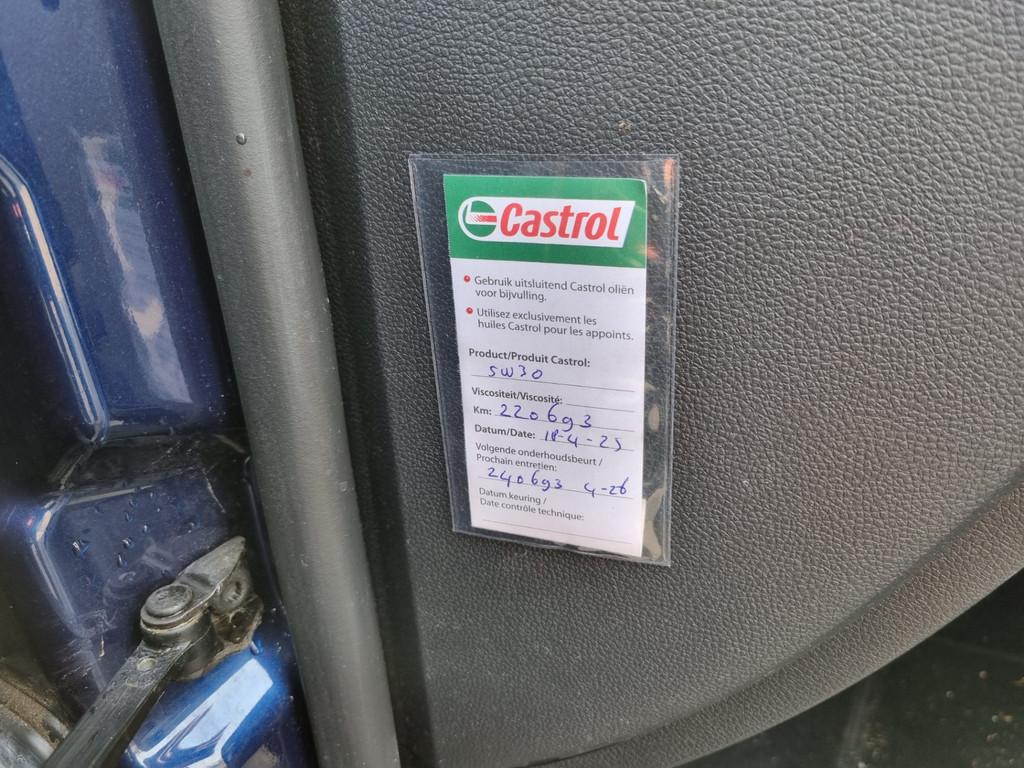 Castrol
Gebruik uitsluitend Castrol oliën
voor bijvulling.
Utilisez exclusivement les
huiles Castrol pour les appoints.
Product/Produit Castrol:
5W30
Viscositeit/Viscosité:
Km: 220693
Datum/Date: 18-4-25
Volgende onderhoudsbeurt /
Prochain entretien:
240693 4-26
Datum keuring /
Date contrôle technique: